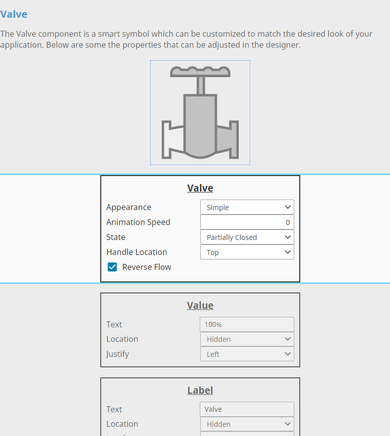 Valve
The Valve component is a smart symbol which can be customized to match the desired look of your
application. Below are some the properties that can be adjusted in the designer.
Valve
Appearance Simple
Animation Speed 0
State Partially Closed
Handle Location Top
Reverse Flow
Value
Text 100%
Location Hidden
Justify Left
Label
Text Valve
Location Hidden